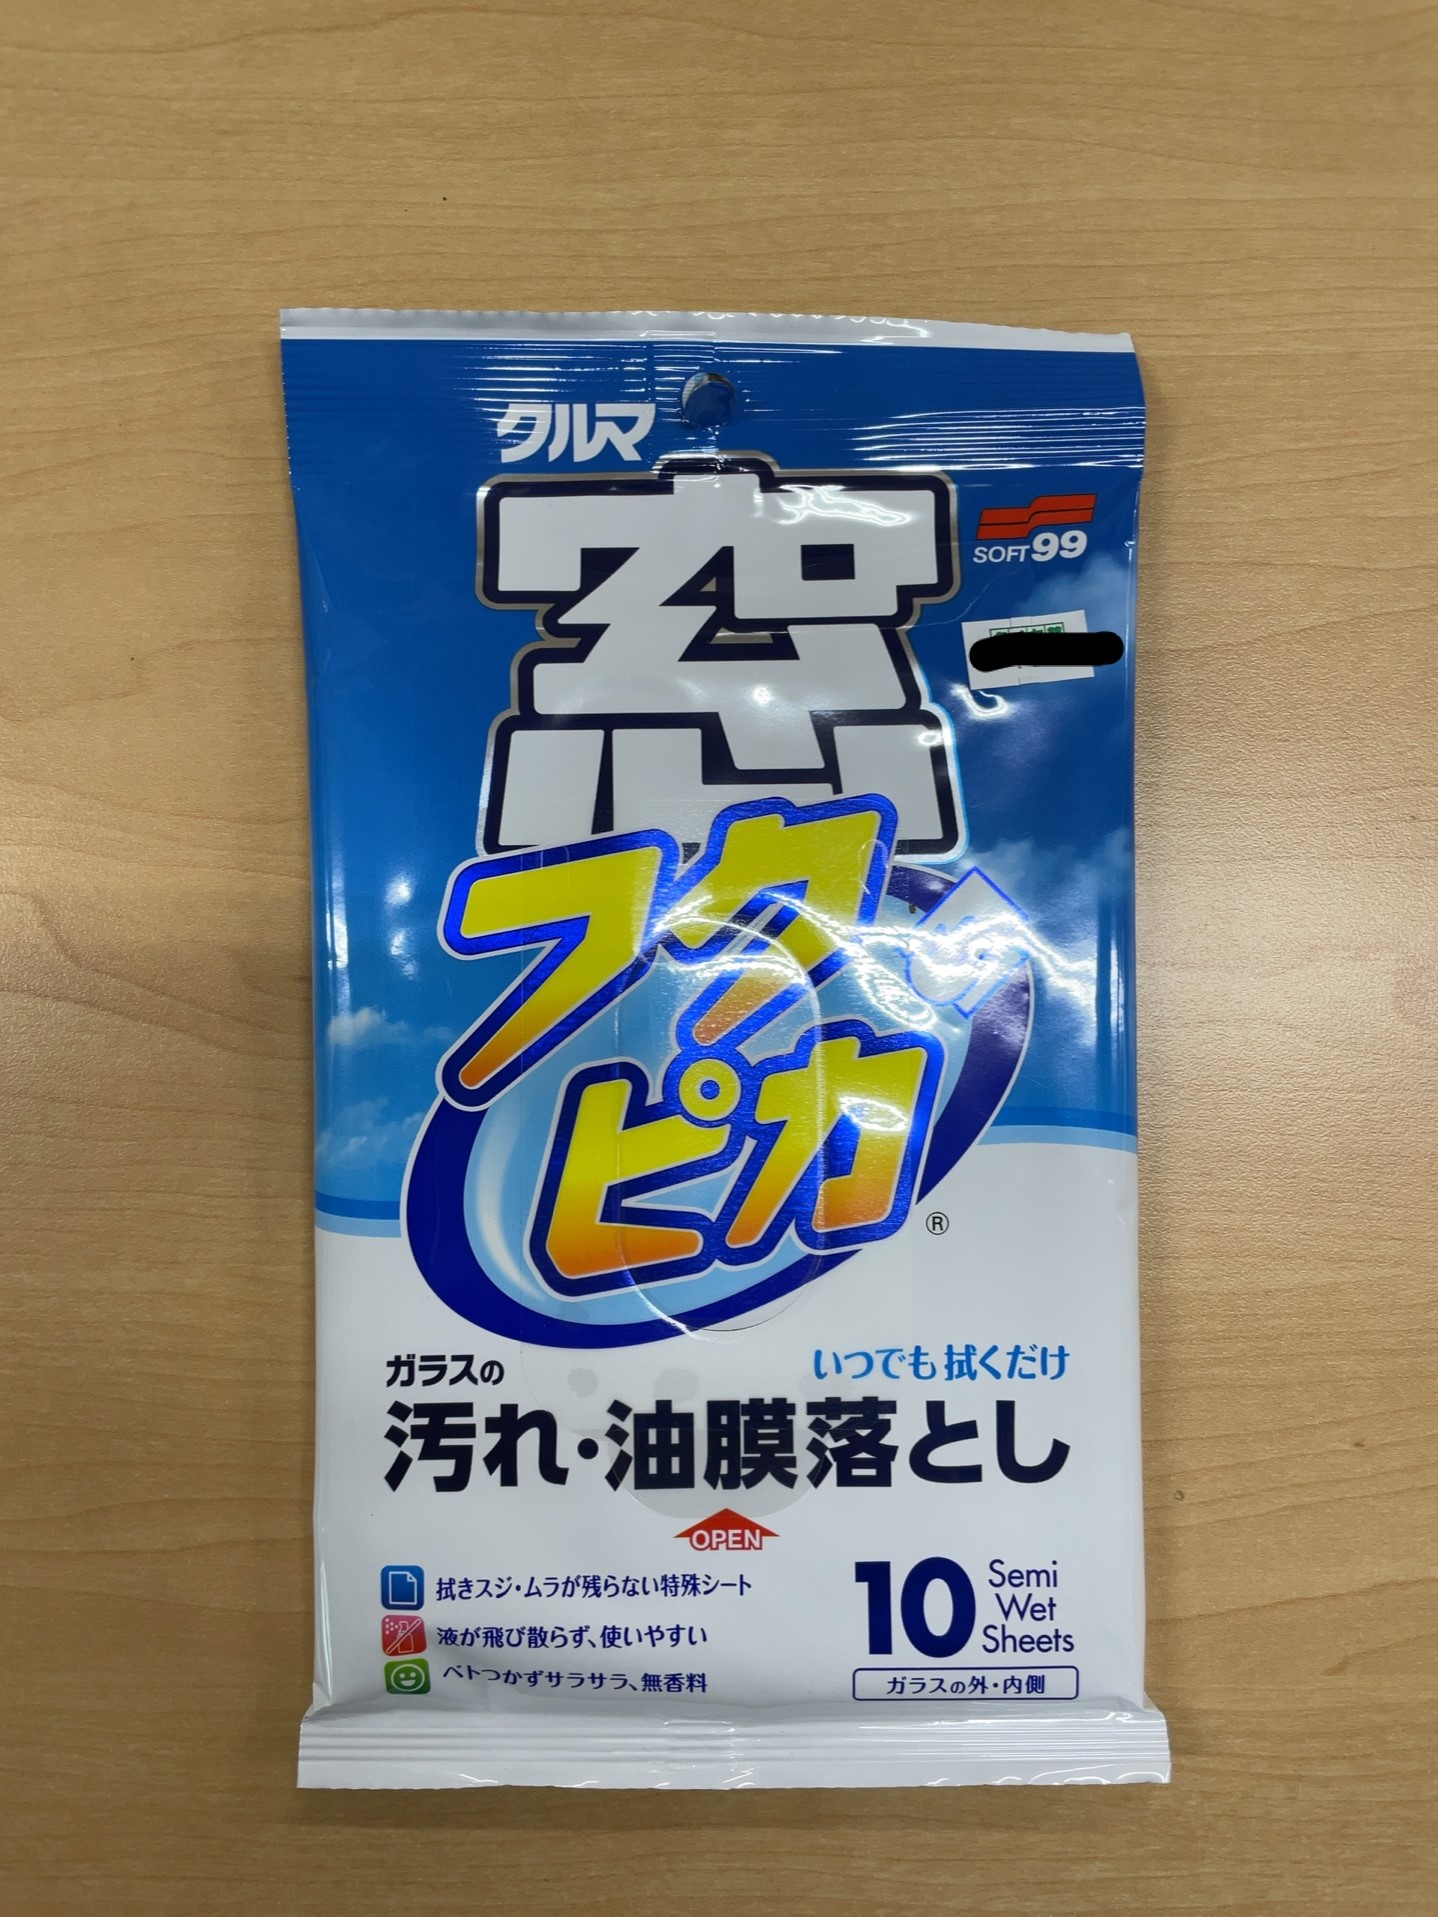 クルマ
窓
SOFT99
フクピカ
®
ガラスの
いつでも拭くだけ
汚れ・油膜落とし
OPEN
拭きスジ・ムラが残らない特殊シート
液が飛び散らず、使いやすい
ベトつかずサラサラ、無香料
10
Semi
Wet
Sheets
ガラスの外・内側